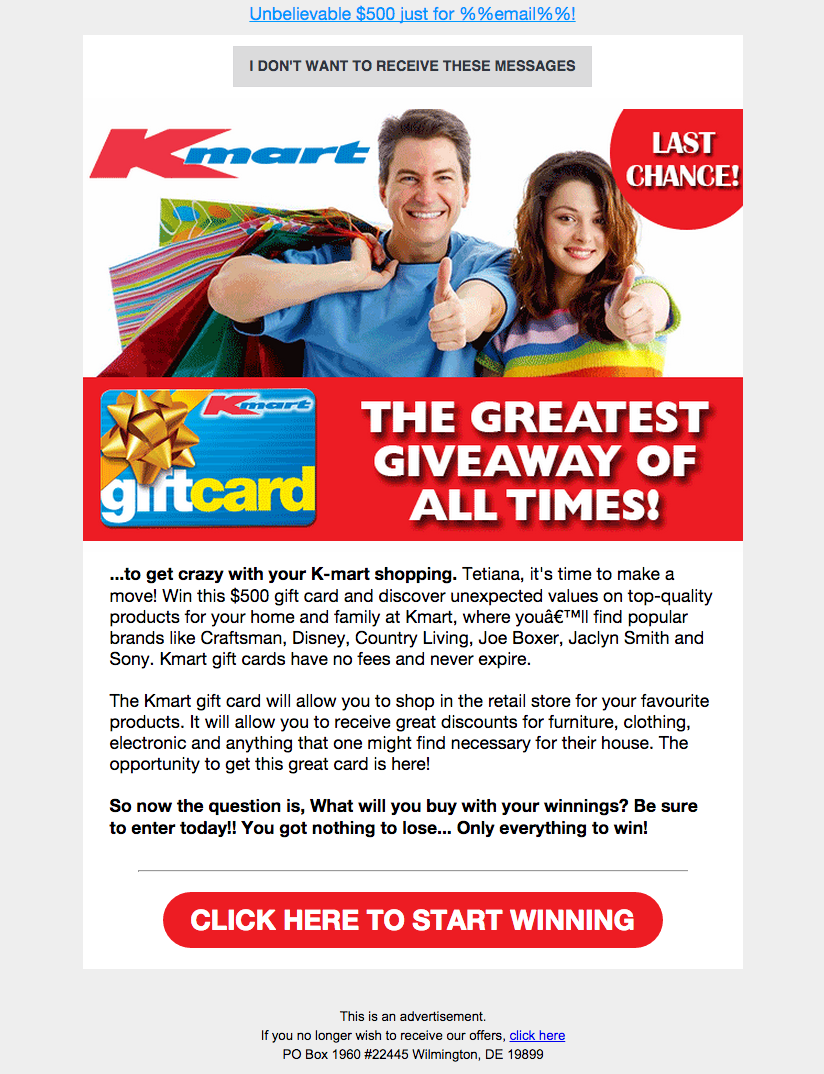 Unbelievable $500 just for %%email%%!
I DON'T WANT TO RECEIVE THESE MESSAGES
Kmart
LAST
CHANCE!
Kmart
giftcard
THE GREATEST
GIVEAWAY OF
ALL TIMES!
...to get crazy with your K-mart shopping. Tetiana, it's time to make a
move! Win this $500 gift card and discover unexpected values on top-quality
products for your home and family at Kmart, where youâ€™ll find popular
brands like Craftsman, Disney, Country Living, Joe Boxer, Jaclyn Smith and
Sony. Kmart gift cards have no fees and never expire.
The Kmart gift card will allow you to shop in the retail store for your favourite
products. It will allow you to receive great discounts for furniture, clothing,
electronic and anything that one might find necessary for their house. The
opportunity to get this great card is here!
So now the question is, What will you buy with your winnings? Be sure
to enter today!! You got nothing to lose... Only everything to win!
CLICK HERE TO START WINNING
This is an advertisement.
If you no longer wish to receive our offers, click here
PO Box 1960 #22445 Wilmington, DE 19899